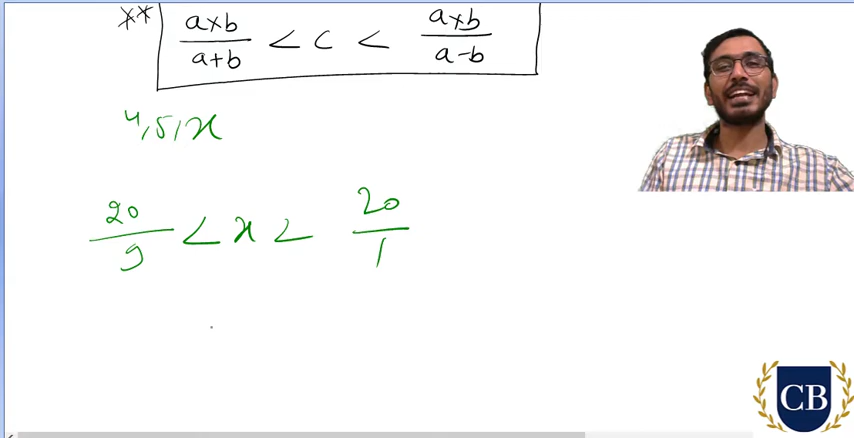 ** a×b/a+b < c < a×b/a-b
4,5,x
20/9 < x < 20/1
CB